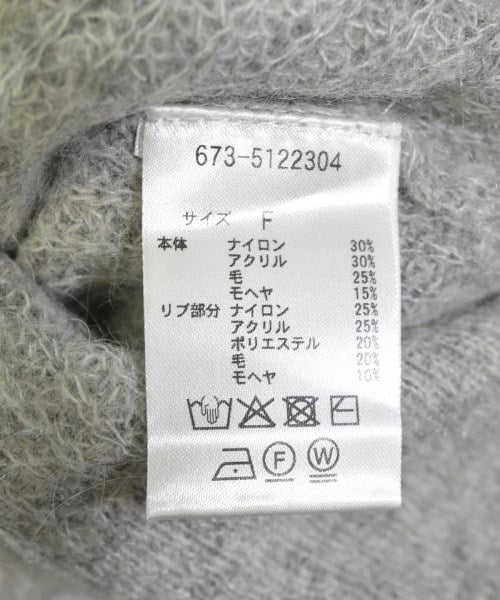 673-5122304
サイズ F
本体 ナイロン 30%
アクリル 30%
毛 25%
モヘヤ 15%
リブ部分 ナイロン 25%
アクリル 25%
ポリエステル 20%
毛 20%
モヘヤ 10%
F W